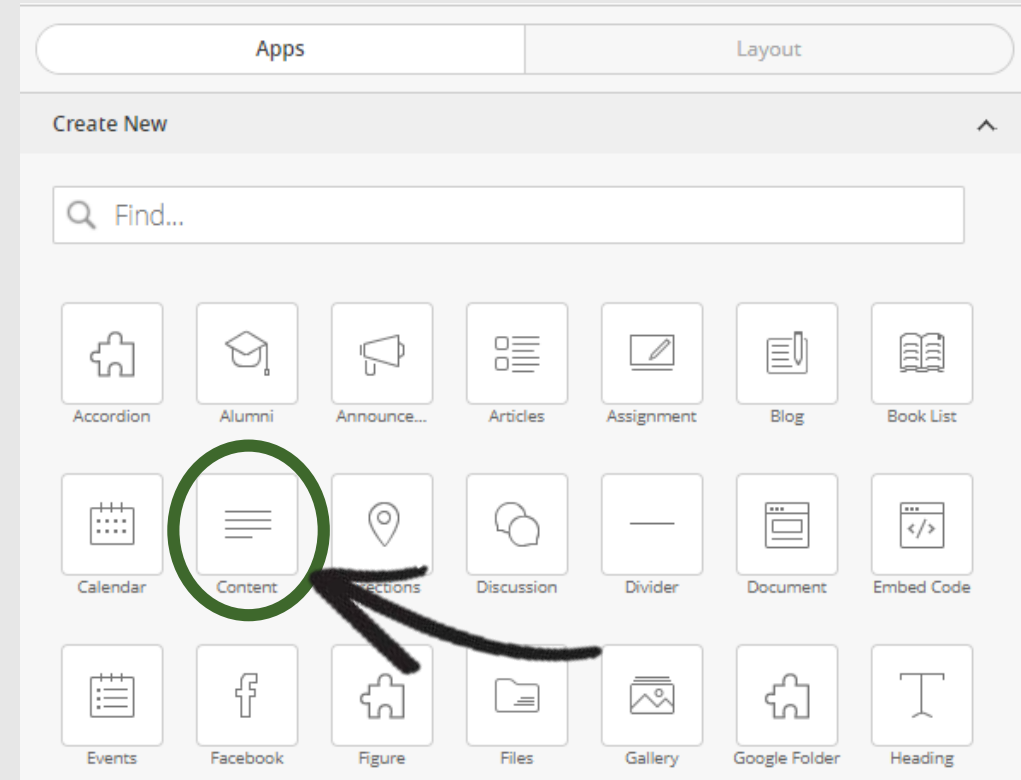 Apps Layout
Create New
Find...
Accordion Alumni Announce... Articles Assignment Blog Book List
Calendar Content Discussion Divider Document Embed Code
Events Facebook Figure Files Gallery Google Folder Heading